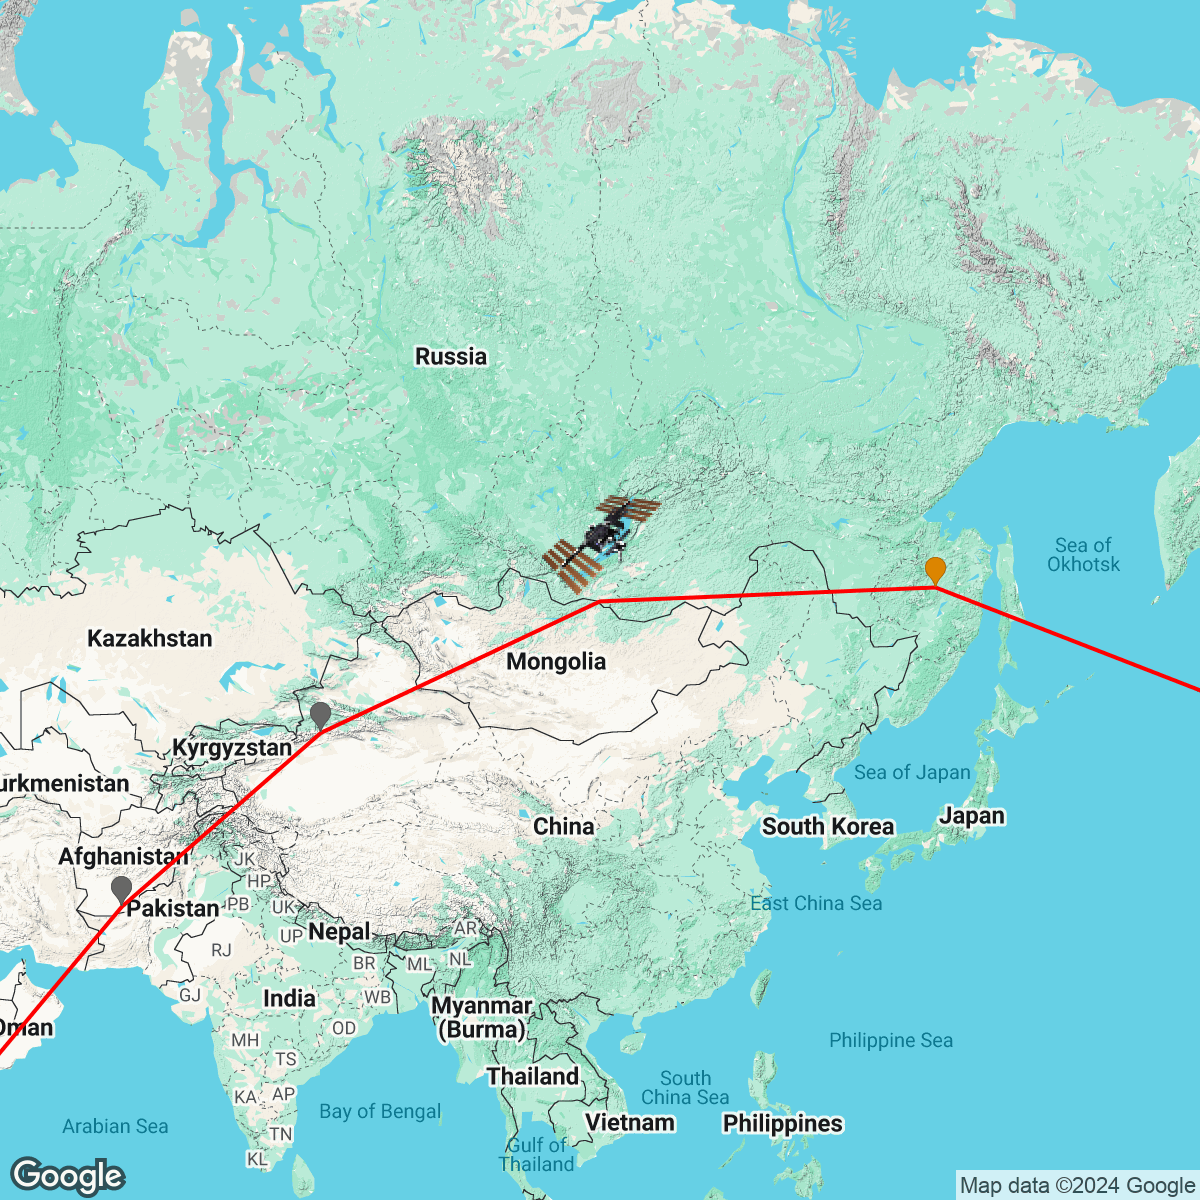 Russia
Sea of
Okhotsk
Kazakhstan
Mongolia
Kyrgyzstan
urkmenistan
Sea of Japan
Japan
China
South Korea
Afghanistan
JK
HP
PB
UK
Pakistan
East China Sea
Nepal
UP
RJ
AR
NL
ML
BR
GJ
India
WB
Myanmar
(Burma)
Oman
OD
MH
TS
Philippine Sea
Thailand
South
China Sea
KA
AP
Bay of Bengal
Arabian Sea
TN
Vietnam
Philippines
KL
Gulf of
Thailand
Google
Map data ©2024 Google